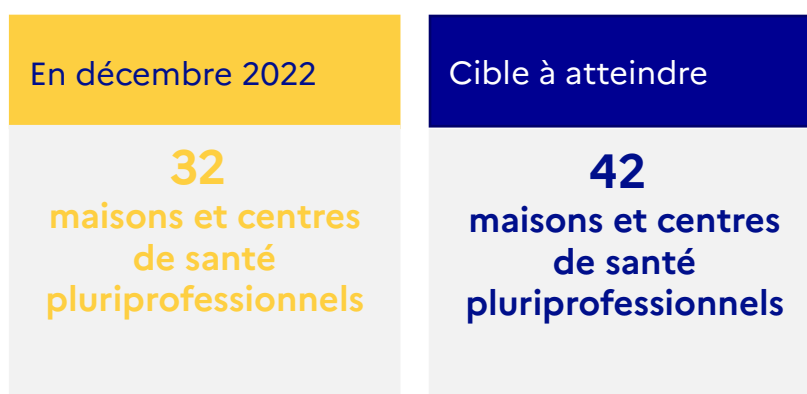 En décembre 2022
32
maisons et centres
de santé
pluriprofessionnels
Cible à atteindre
42
maisons et centres
de santé
pluriprofessionnels